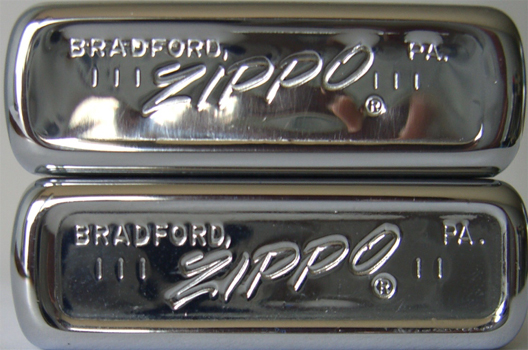 BRADFORD, PA.
||| ZIPPO ® |||
BRADFORD, PA.
||| ZIPPO ® ||